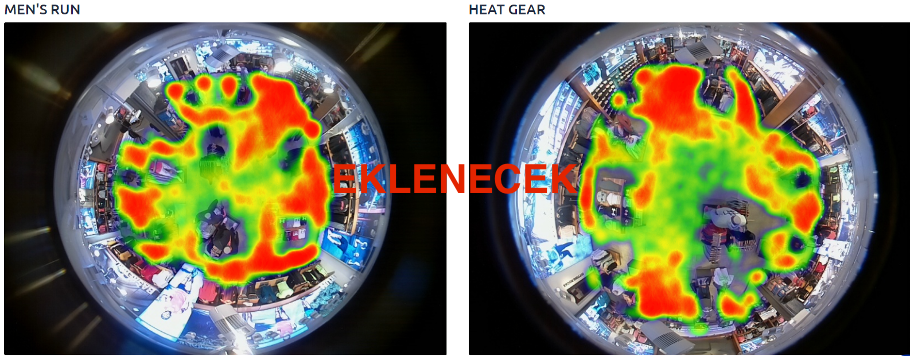 MEN'S RUN
HEAT GEAR
EKLENECEK